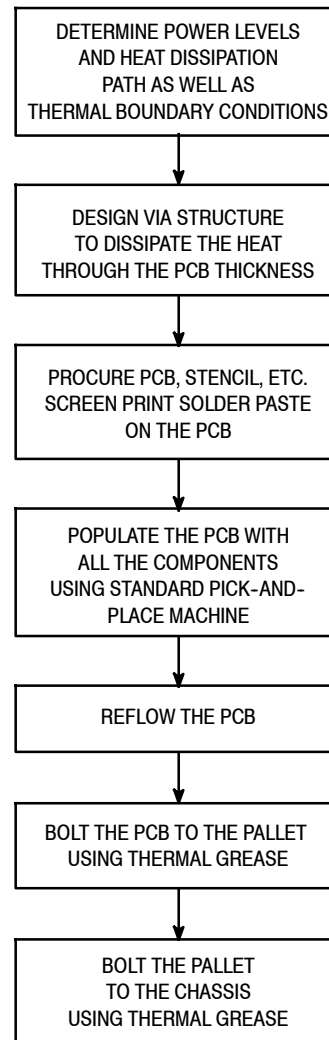 DETERMINE POWER LEVELS
AND HEAT DISSIPATION
PATH AS WELL AS
THERMAL BOUNDARY CONDITIONS
DESIGN VIA STRUCTURE
TO DISSIPATE THE HEAT
THROUGH THE PCB THICKNESS
PROCURE PCB, STENCIL, ETC.
SCREEN PRINT SOLDER PASTE
ON THE PCB
POPULATE THE PCB WITH
ALL THE COMPONENTS
USING STANDARD PICK-AND-
PLACE MACHINE
REFLOW THE PCB
BOLT THE PCB TO THE PALLET
USING THERMAL GREASE
BOLT THE PALLET
TO THE CHASSIS
USING THERMAL GREASE